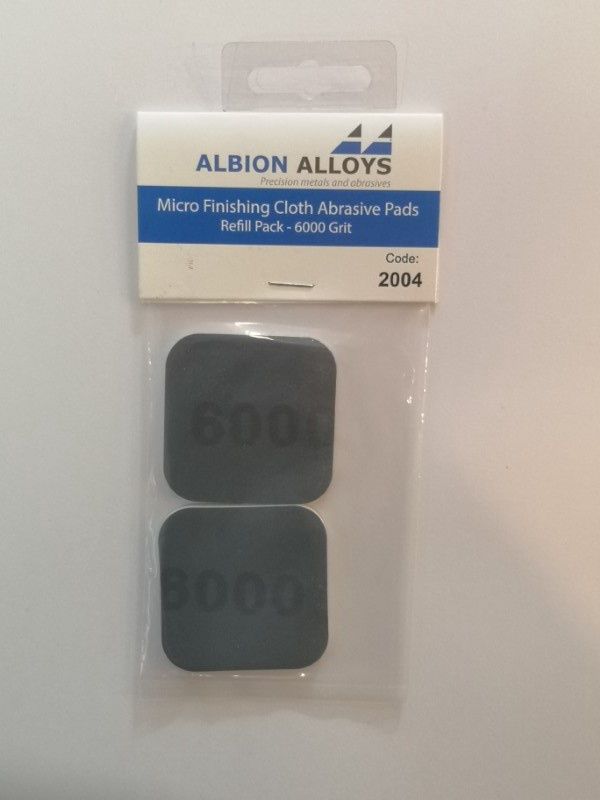 ALBION ALLOYS
Precision metals and abrasives
Micro Finishing Cloth Abrasive Pads
Refill Pack - 6000 Grit
Code:
2004
6000
6000